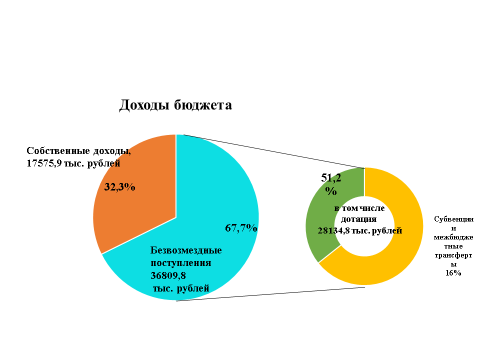 Доходы бюджета
Собственные доходы,
17575,9 тыс. рублей
32,3%
67,7%
Безвозмездные
поступления
36809,8
тыс. рублей
51,2
%
в том числе
дотация
28134,8 тыс. рублей
Субвенции
и
межбюдже
тные
трансферт
ы
16%